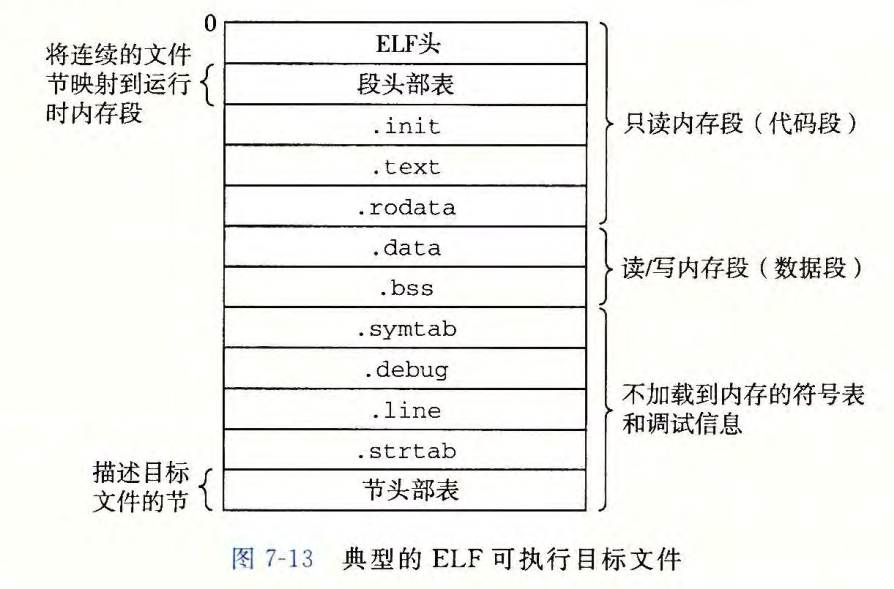 0
ELF头
将连续的文件
节映射到运行
时内存段
段头部表
.init
.text
.rodata
只读内存段（代码段）
.data
.bss
读/写内存段（数据段）
.symtab
.debug
.line
.strtab
不加载到内存的符号表
和调试信息
描述目标
文件的节
节头部表
图 7-13 典型的 ELF 可执行目标文件